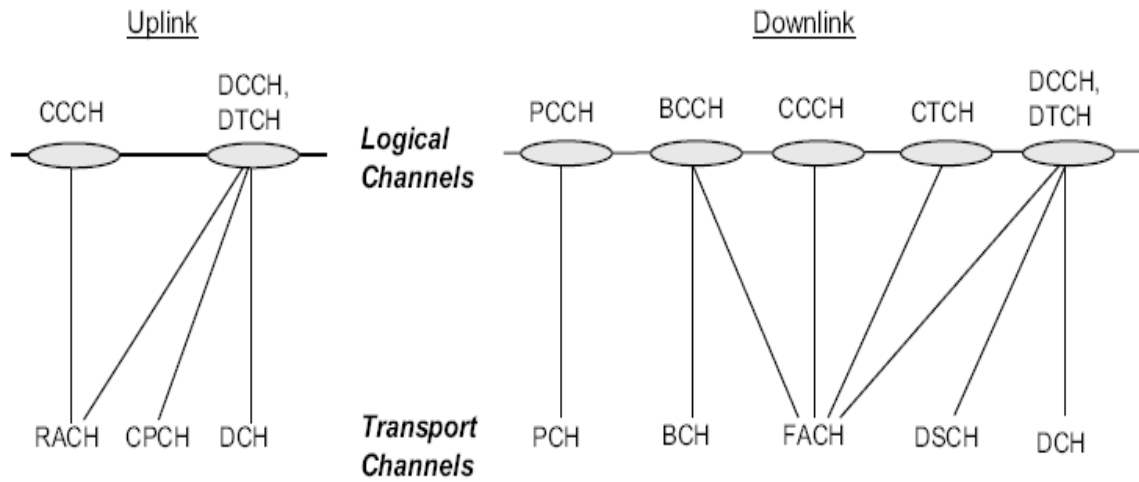 Uplink
Downlink
CCCH
DCCH,
DTCH
Logical
Channels
PCCH
BCCH
CCCH
CTCH
DCCH,
DTCH
RACH
CPCH
DCH
Transport
Channels
PCH
BCH
FACH
DSCH
DCH